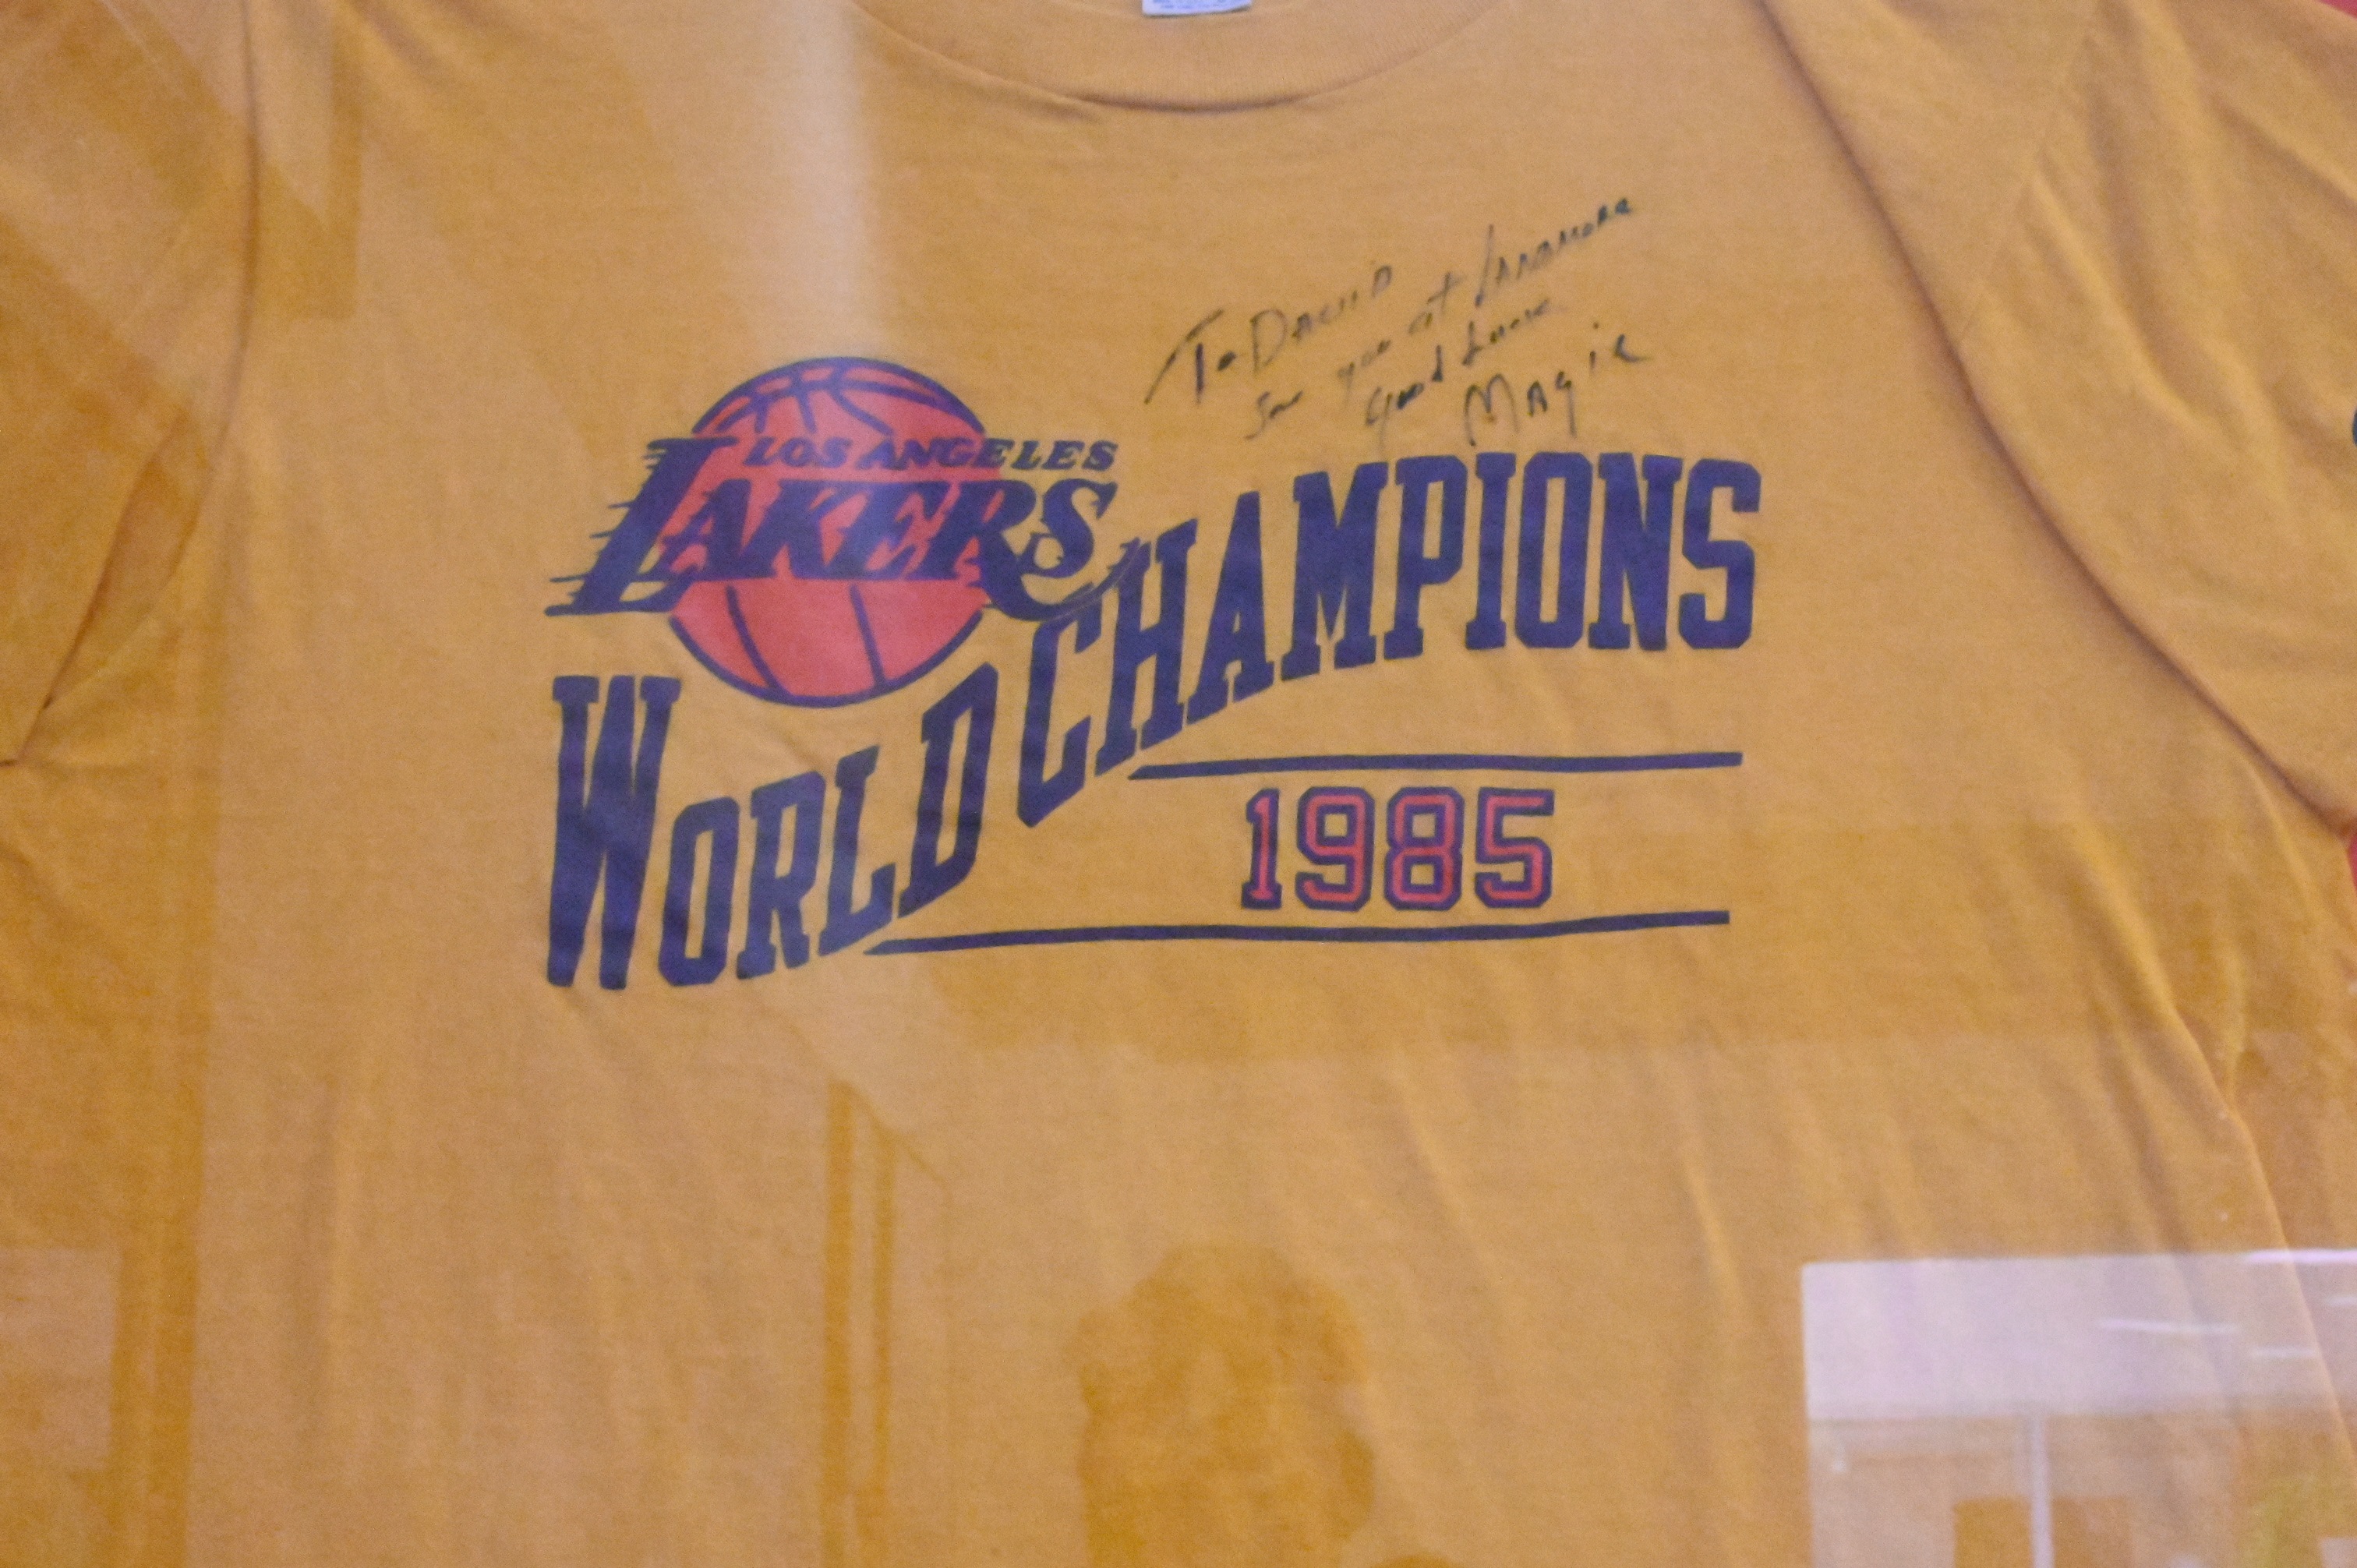 To David
See you at
Good Luck
Magic
LOS ANGELES
LAKERS
WORLD CHAMPIONS
1985